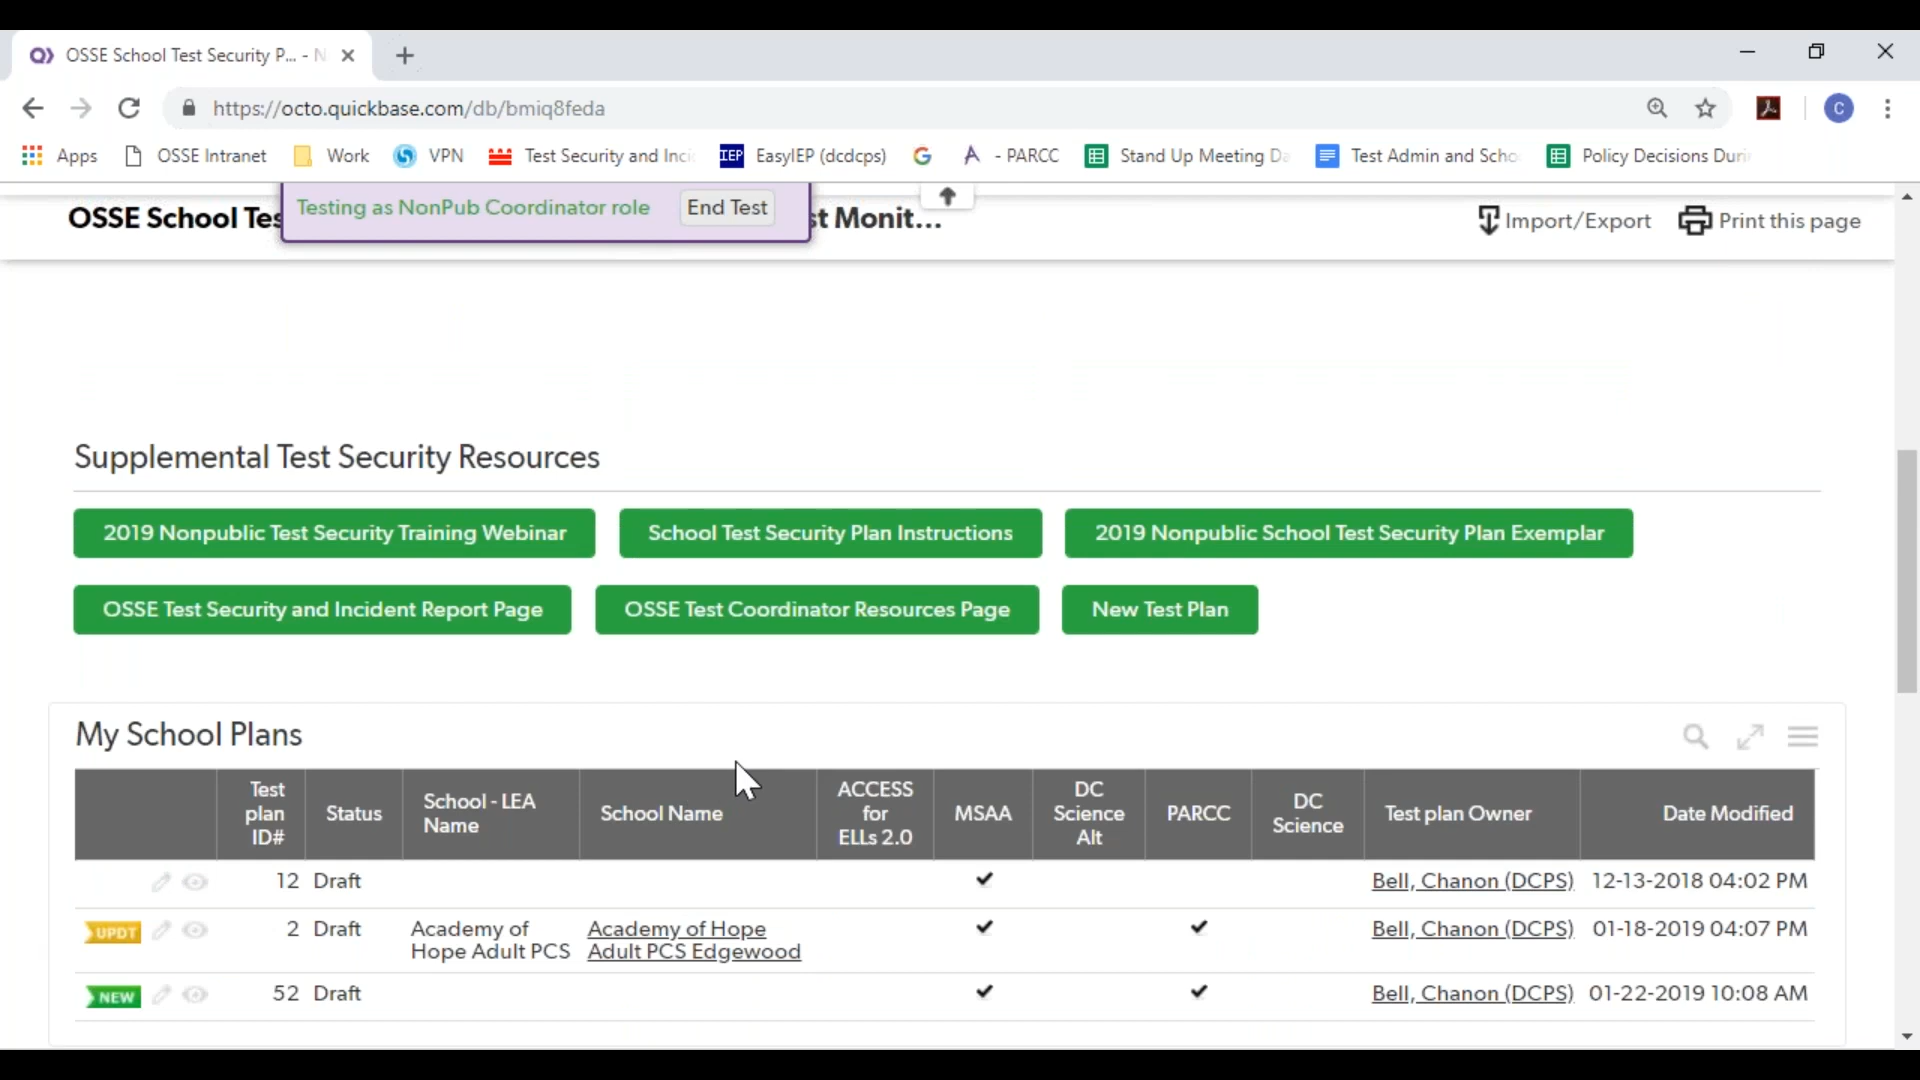 OSSE School Test Security P... - N
https://octo.quickbase.com/db/bmiq8feda
C
Apps OSSE Intranet Work VPN Test Security and Inci IEP EasyIEP (dcdcps) - PARCC Stand Up Meeting Da Test Admin and Scho Policy Decisions Duri
Testing as NonPub Coordinator role End Test
OSSE School Tes st Monit... Import/Export Print this page
Supplemental Test Security Resources
2019 Nonpublic Test Security Training Webinar School Test Security Plan Instructions 2019 Nonpublic School Test Security Plan Exemplar
OSSE Test Security and Incident Report Page OSSE Test Coordinator Resources Page New Test Plan
My School Plans
Test plan ID# Status School - LEA Name School Name ACCESS for ELLs 2.0 MSAA DC Science Alt PARCC DC Science Test plan Owner Date Modified
12 Draft Bell, Chanon (DCPS) 12-13-2018 04:02 PM
UPDT 2 Draft Academy of Hope Adult PCS Academy of Hope Adult PCS Edgewood Bell, Chanon (DCPS) 01-18-2019 04:07 PM
NEW 52 Draft Bell, Chanon (DCPS) 01-22-2019 10:08 AM